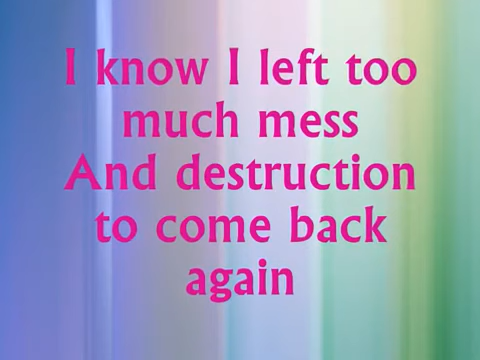 I know I left too
much mess
And destruction
to come back
again